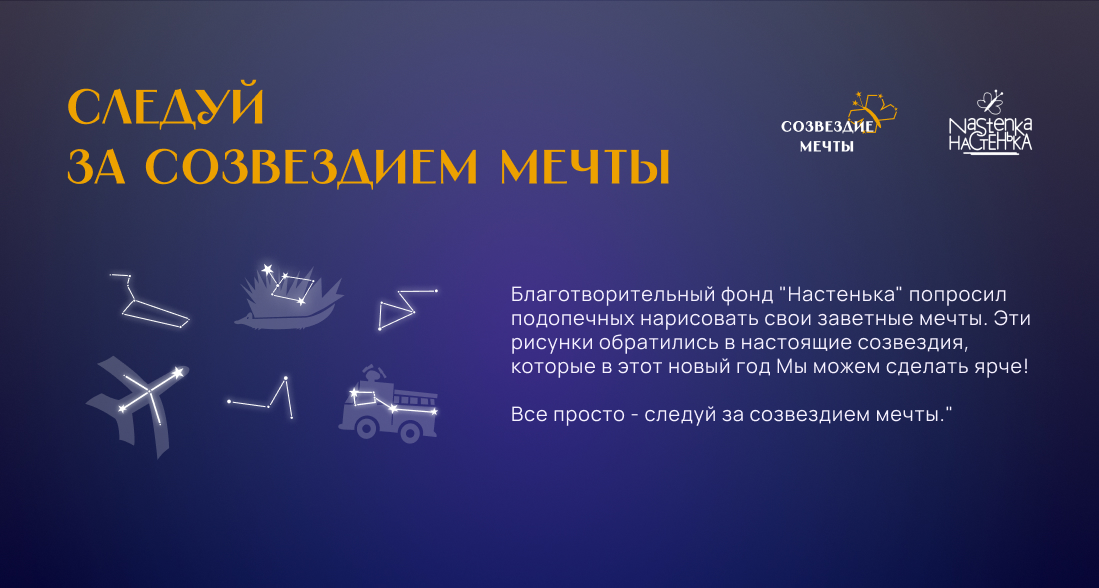 СЛЕДУЙ
ЗА СОЗВЕЗДИЕМ МЕЧТЫ
СОЗВЕЗДИЕ
МЕЧТЫ
Nastenka
НАСТЕНЬКА
Благотворительный фонд "Настенька" попросил
подопечных нарисовать свои заветные мечты. Эти
рисунки обратились в настоящие созвездия,
которые в этот новый год Мы можем сделать ярче!
Все просто - следуй за созвездием мечты."